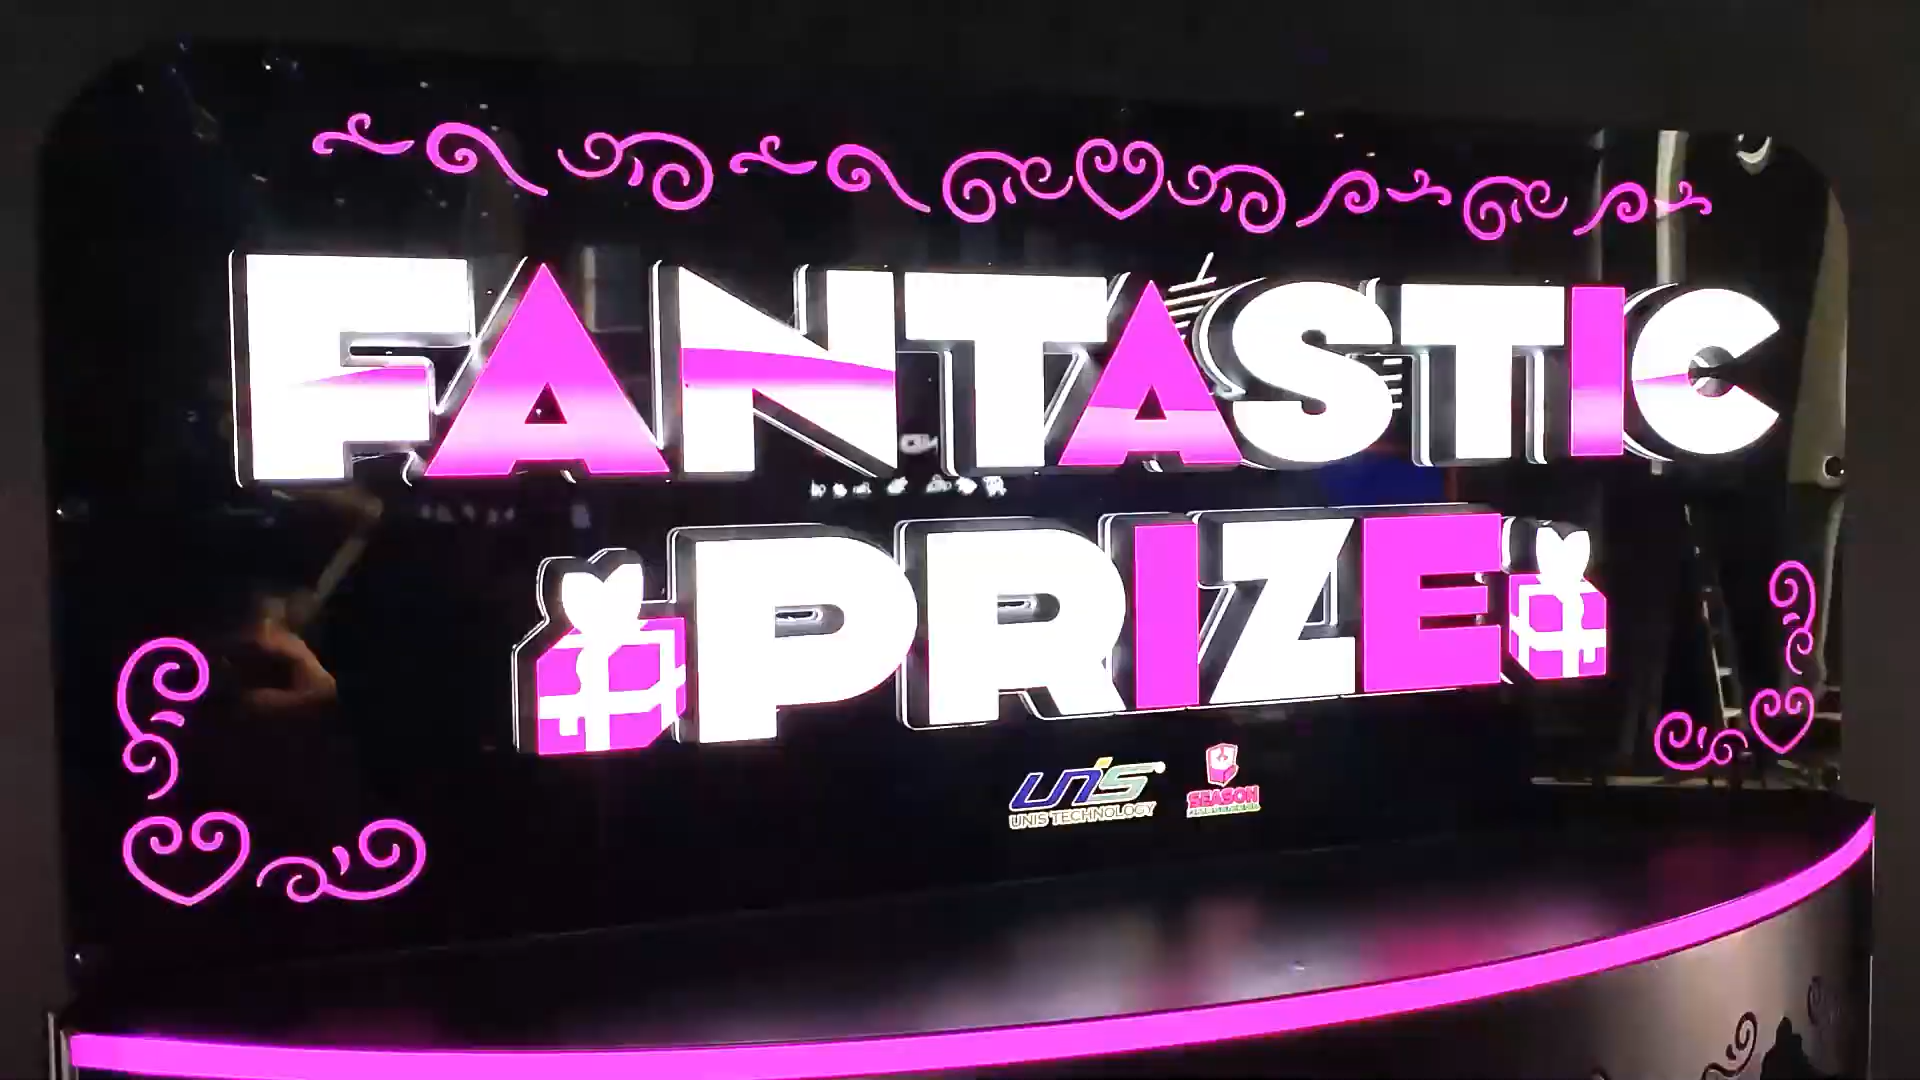 FANTASTIC
PRIZE
UNIS
UNIS TECHNOLOGY
SEASON